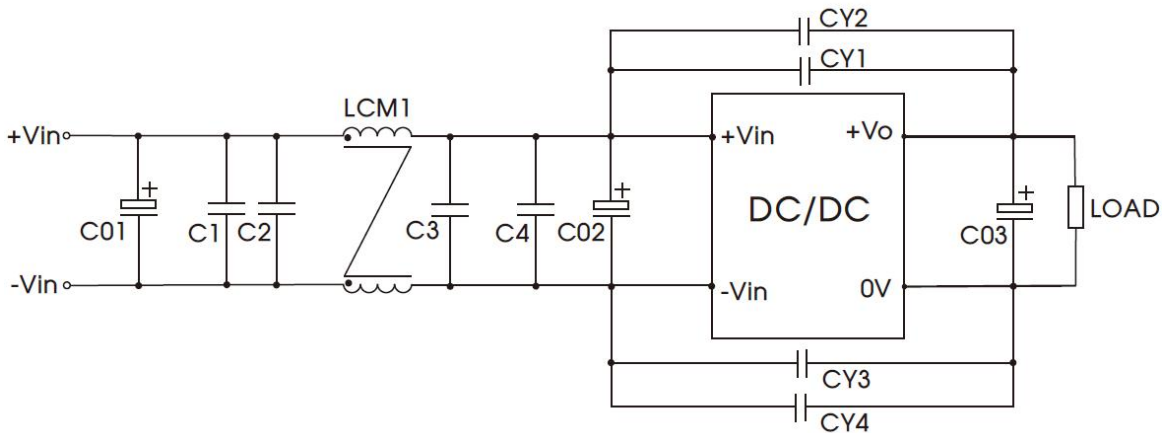 CY2
CY1
LCM1
+Vin
+Vin
+Vo
+
+
+
DC/DC
LOAD
C01
C1
C2
C3
C4
C02
C03
-Vin
-Vin
0V
CY3
CY4